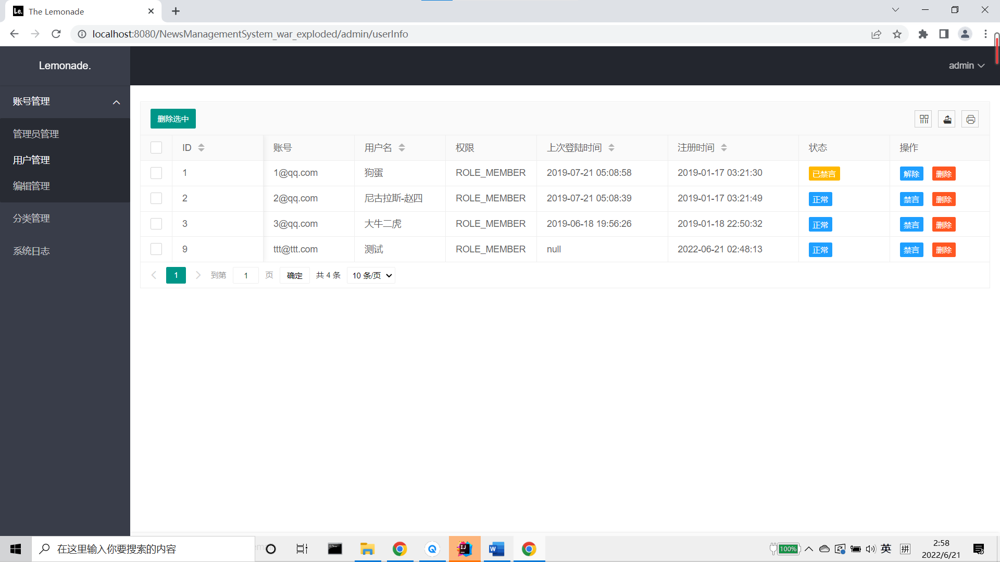 Le. The Lemonade
localhost:8080/NewsManagementSystem_war_exploded/admin/userInfo
Lemonade.
admin
账号管理
管理员管理
用户管理
编辑管理
分类管理
系统日志
删除选中
ID 账号 用户名 权限 上次登陆时间 注册时间 状态 操作
1 1@qq.com 狗蛋 ROLE_MEMBER 2019-07-21 05:08:58 2019-01-17 03:21:30 已禁言 解除 删除
2 2@qq.com 尼古拉斯-赵四 ROLE_MEMBER 2019-07-21 05:08:39 2019-01-17 03:21:49 正常 禁言 删除
3 3@qq.com 大牛二虎 ROLE_MEMBER 2019-06-18 19:56:26 2019-01-18 22:50:32 正常 禁言 删除
9 ttt@ttt.com 测试 ROLE_MEMBER null 2022-06-21 02:48:13 正常 禁言 删除
1 到第 1 页 确定 共 4 条 10 条/页
在这里输入你要搜索的内容
IJ
W
100%
英
拼
2:58
2022/6/21